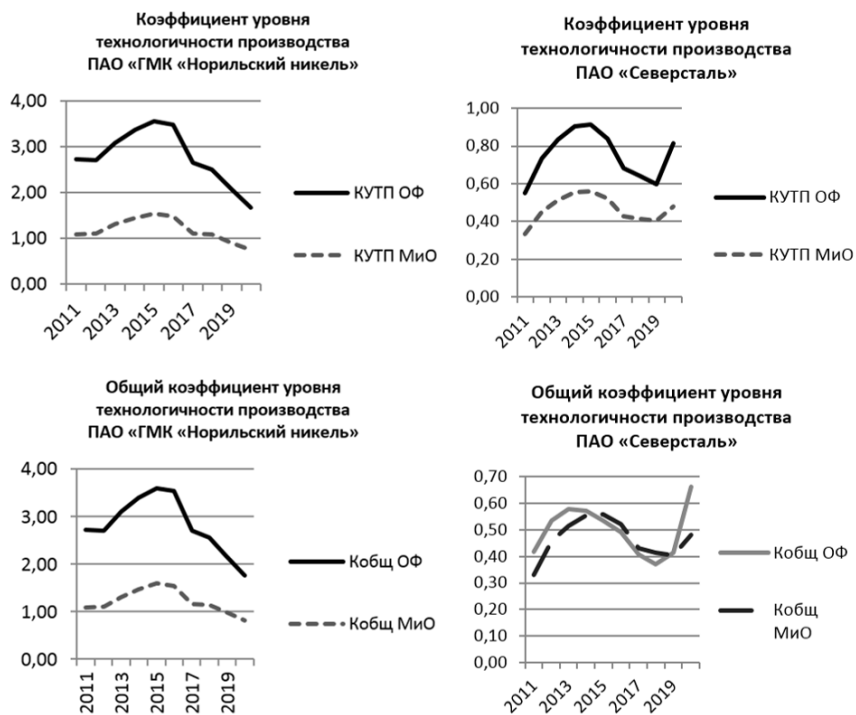 Коэффициент уровня
технологичности производства
ПАО «ГМК «Норильский никель»
4,00
3,00
2,00
1,00
0,00
2011
2013
2015
2017
2019
КУТП ОФ
КУТП МиО
Коэффициент уровня
технологичности производства
ПАО «Северсталь»
1,00
0,80
0,60
0,40
0,20
0,00
2011
2013
2015
2017
2019
КУТП ОФ
КУТП МиО
Общий коэффициент уровня
технологичности производства
ПАО «ГМК «Норильский никель»
4,00
3,00
2,00
1,00
0,00
2011
2013
2015
2017
2019
Кобщ ОФ
Кобщ МиО
Общий коэффициент уровня
технологичности производства
ПАО «Северсталь»
0,70
0,60
0,50
0,40
0,30
0,20
0,10
0,00
2011
2013
2015
2017
2019
Кобщ ОФ
Кобщ
МиО